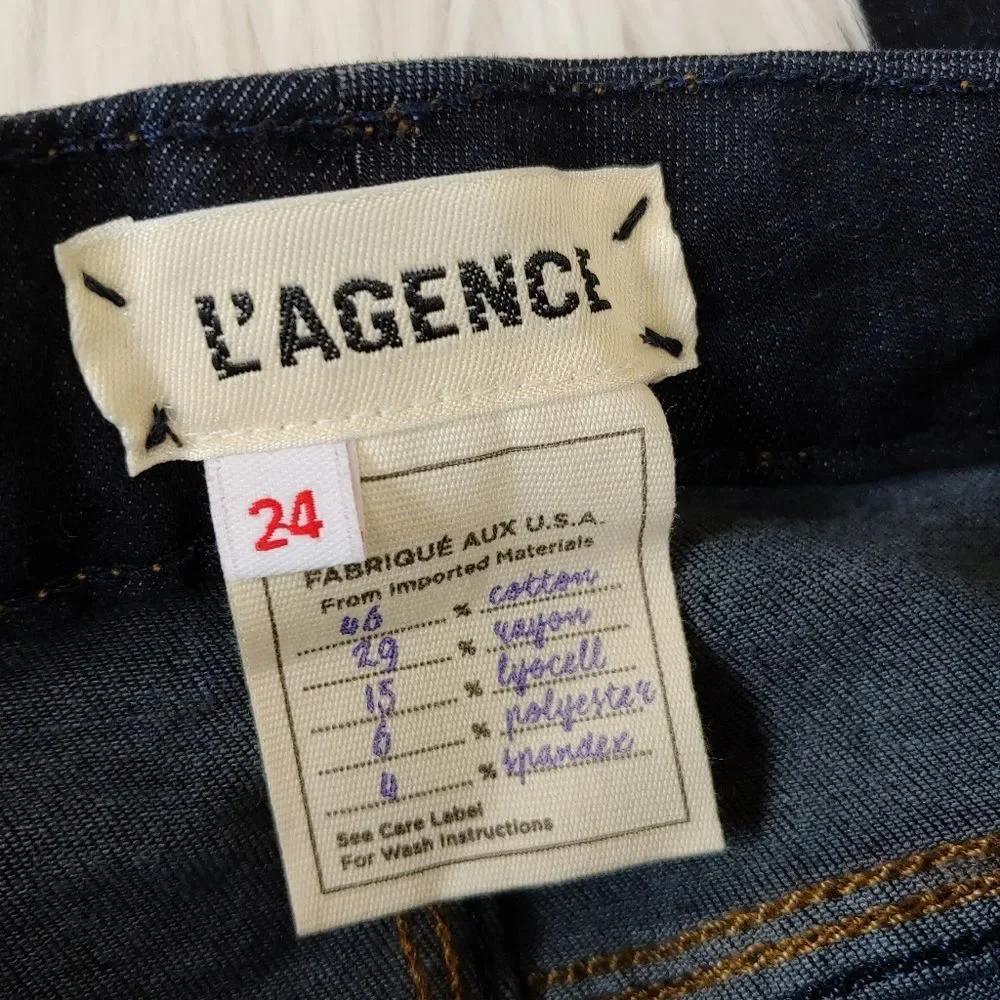 L'AGENCE
24
FABRIQUÉ AUX U.S.A.
From Imported Materials
46 % cotton
29 % rayon
15 % lyocell
6 % polyester
4 % spandex
See Care Label
For Wash Instructions